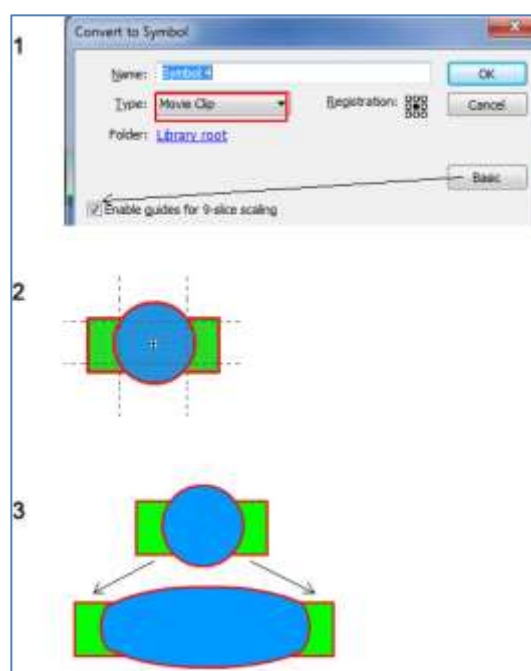 1
Convert to Symbol
Name: Symbol 4
OK
Type: Movie Clip
Registration:
Cancel
Folder: Library root
Basic
Enable guides for 9-slice scaling
2
3